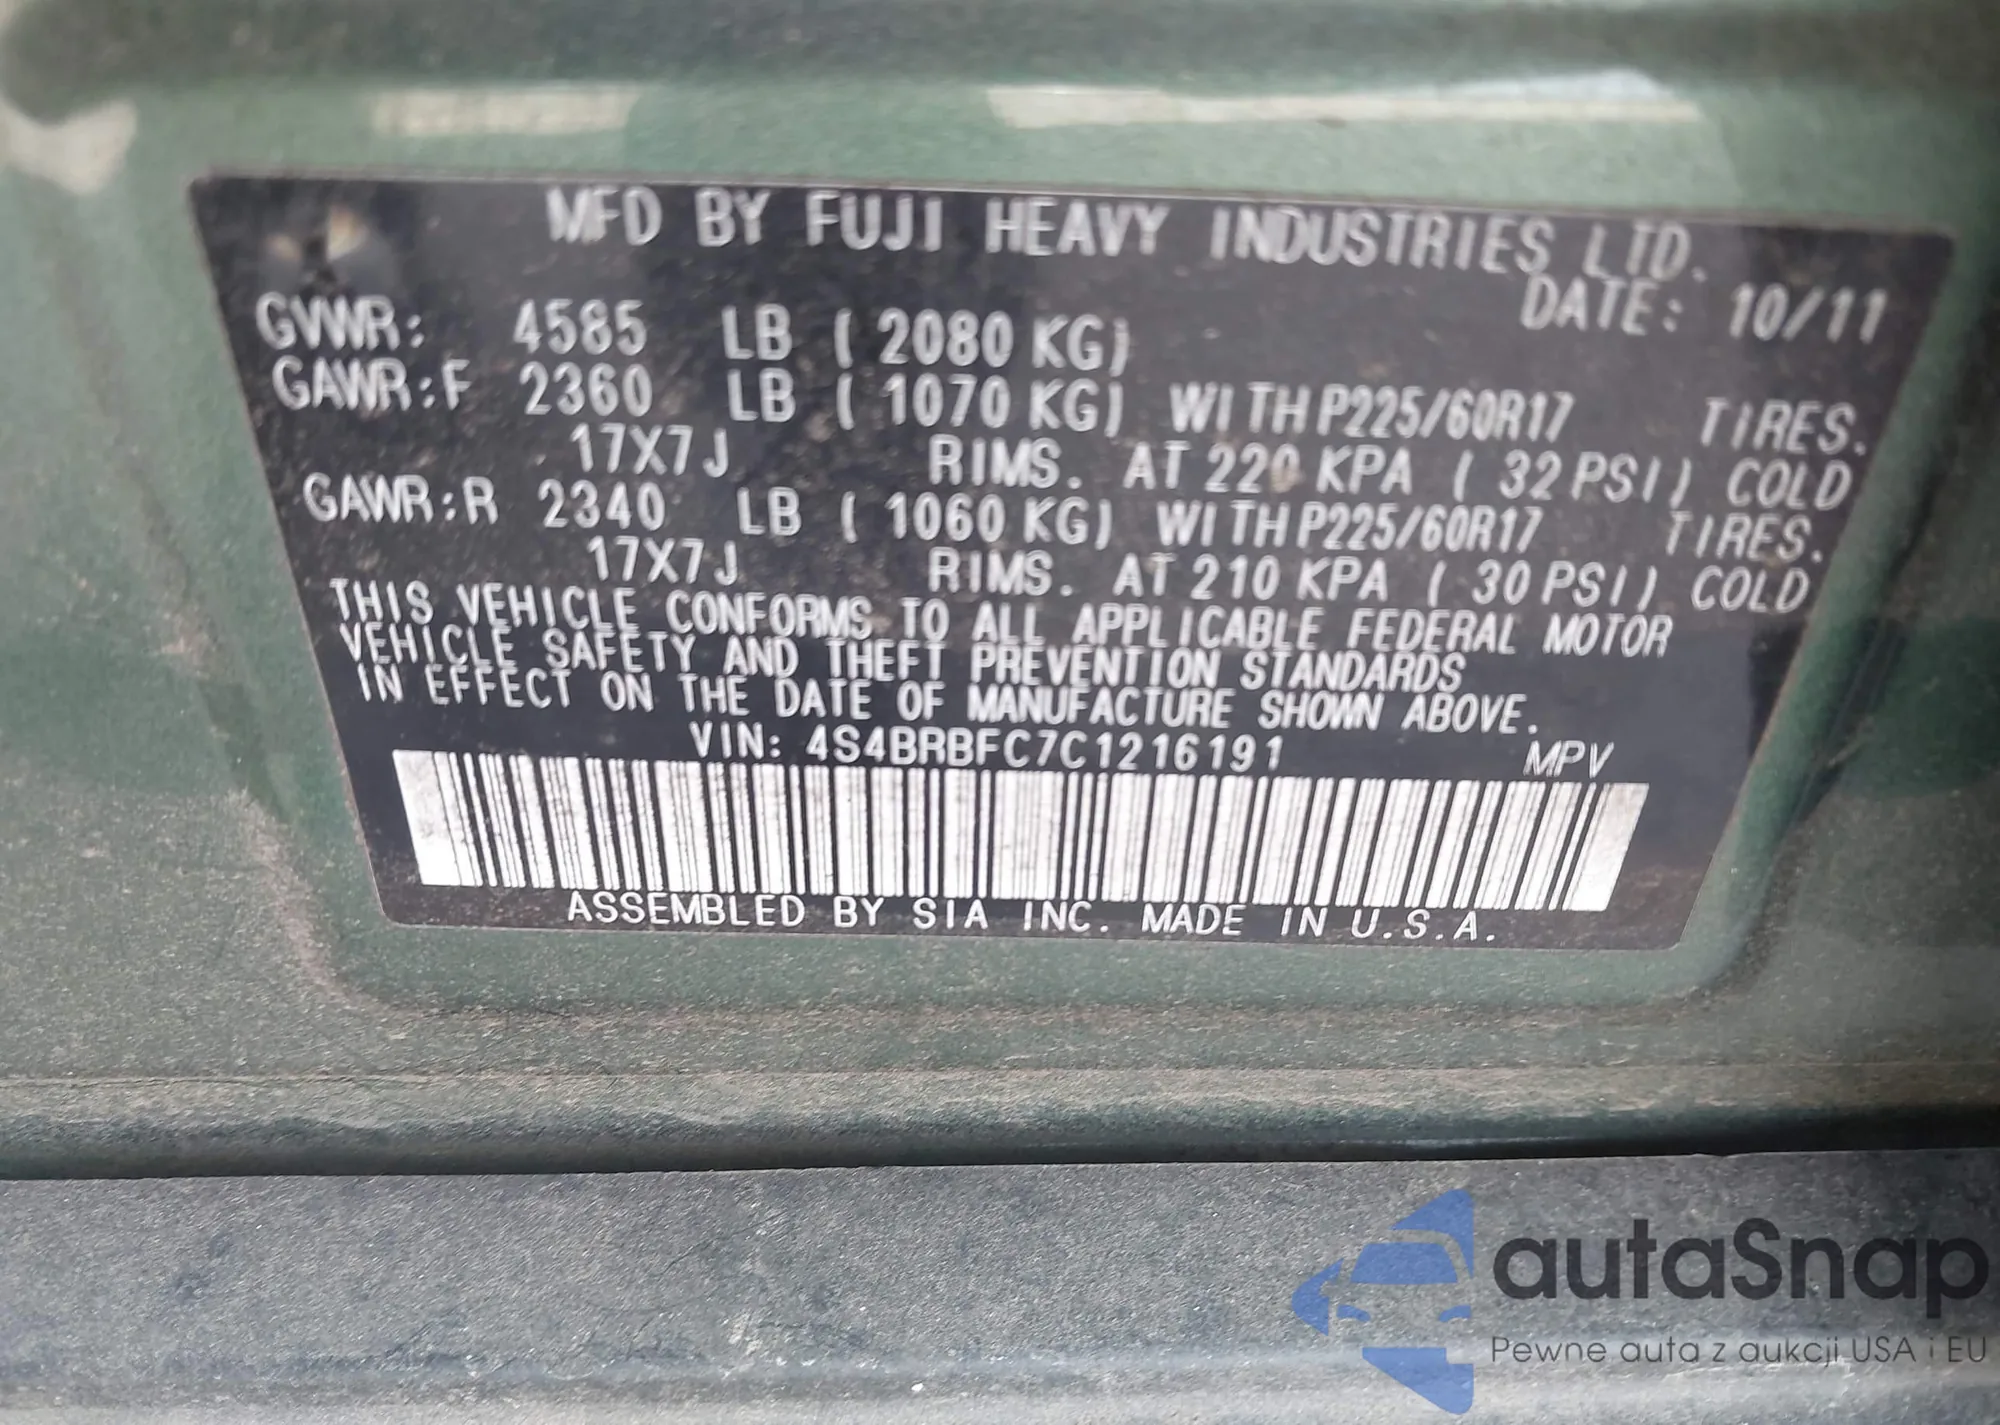 MFD BY FUJI HEAVY INDUSTRIES LTD.
DATE: 10/11
GVWR: 4585 LB ( 2080 KG)
GAWR:F 2360 LB ( 1070 KG) WITH P225/60R17 TIRES.
17X7J RIMS. AT 220 KPA ( 32 PSI) COLD
GAWR:R 2340 LB ( 1060 KG) WITH P225/60R17 TIRES.
17X7J RIMS. AT 210 KPA ( 30 PSI) COLD
THIS VEHICLE CONFORMS TO ALL APPLICABLE FEDERAL MOTOR
VEHICLE SAFETY AND THEFT PREVENTION STANDARDS
IN EFFECT ON THE DATE OF MANUFACTURE SHOWN ABOVE.
VIN: 4S4BRBFC7C1216191 MPV
ASSEMBLED BY SIA INC. MADE IN U.S.A.
autaSnap
Pewne auta z aukcji USA i EU